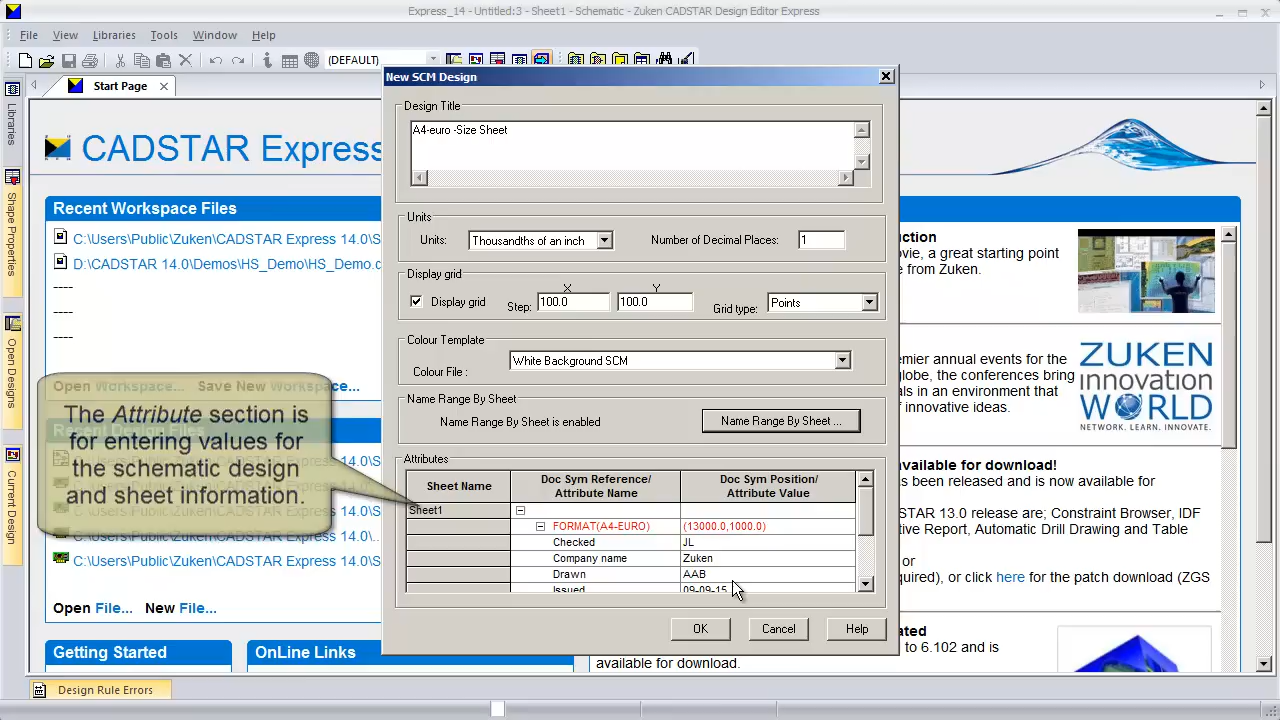 Express_14 - Untitled:3 - Sheet1 - Schematic - Zuken CADSTAR Design Editor Express
File View Libraries Tools Window Help
(DEFAULT)
Start Page
Libraries
Shape Properties
Open Designs
Current Design
CADSTAR Express
Recent Workspace Files
C:\Users\Public\Zuken\CADSTAR Express 14.0\S
D:\CADSTAR 14.0\Demos\HS_Demo\HS_Demo.c
----
----
----
Open Workspace... Save New Workspace...
Recent Design Files
C:\Users\Public\Zuken\CADSTAR Express 14.0\S
Open File... New File...
Getting Started
OnLine Links
The Attribute section is
for entering values for
the schematic design
and sheet information.
New SCM Design
Design Title
A4-euro -Size Sheet
Units
Units: Thousandths of an inch Number of Decimal Places: 1
Display grid
X Y
Display grid Step: 100.0 100.0 Grid type: Points
Colour Template
Colour File : White Background SCM
Name Range By Sheet
Name Range By Sheet is enabled Name Range By Sheet ...
Attributes
Sheet Name Doc Sym Reference/ Attribute Name Doc Sym Position/ Attribute Value
Sheet1
FORMAT(A4-EURO) (13000.0,1000.0)
Checked JL
Company name Zuken
Drawn AAB
Issued 09-09-15
OK Cancel Help
uction
ovie, a great starting point
e from Zuken.
emier annual events for the
globe, the conferences bring
als in an environment that
f innovative ideas.
ZUKEN
innovation
WORLD
NETWORK. LEARN. INNOVATE.
available for download!
as been released and is now available for
STAR 13.0 release are; Constraint Browser, IDF
tive Report, Automatic Drill Drawing and Table
or
quired), or click here for the patch download (ZGS
ated
to 6.102 and is
available for download.
Design Rule Errors